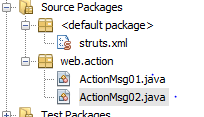 Source Packages
<default package>
struts.xml
web.action
ActionMsg01.java
ActionMsg02.java
Test Packages